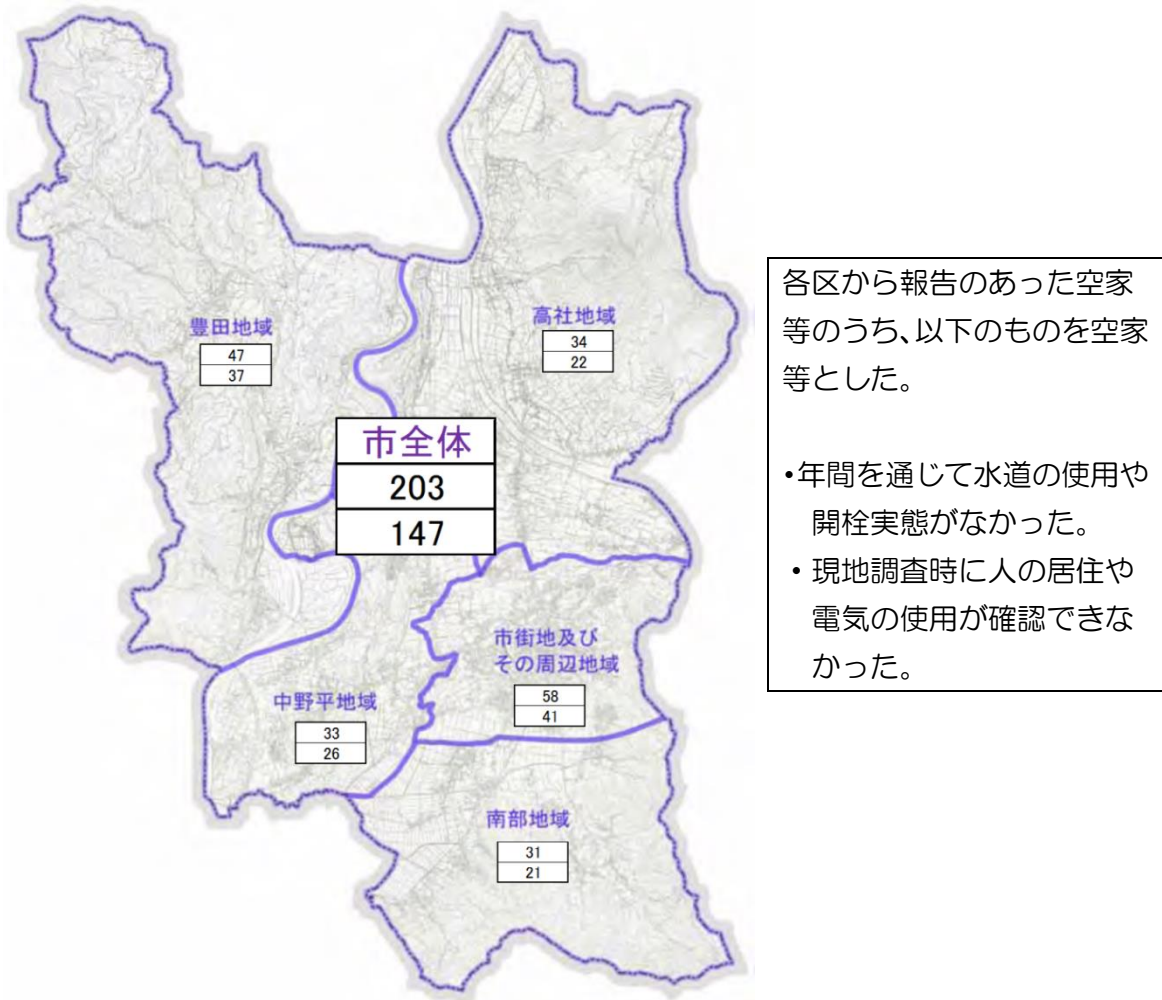 豊田地域
47
37
高社地域
34
22
市全体
203
147
市街地及び
その周辺地域
58
41
中野平地域
33
26
南部地域
31
21
各区から報告のあった空家
等のうち、以下のものを空家
等とした。
・年間を通じて水道の使用や
開栓実態がなかった。
・現地調査時に人の居住や
電気の使用が確認できな
かった。